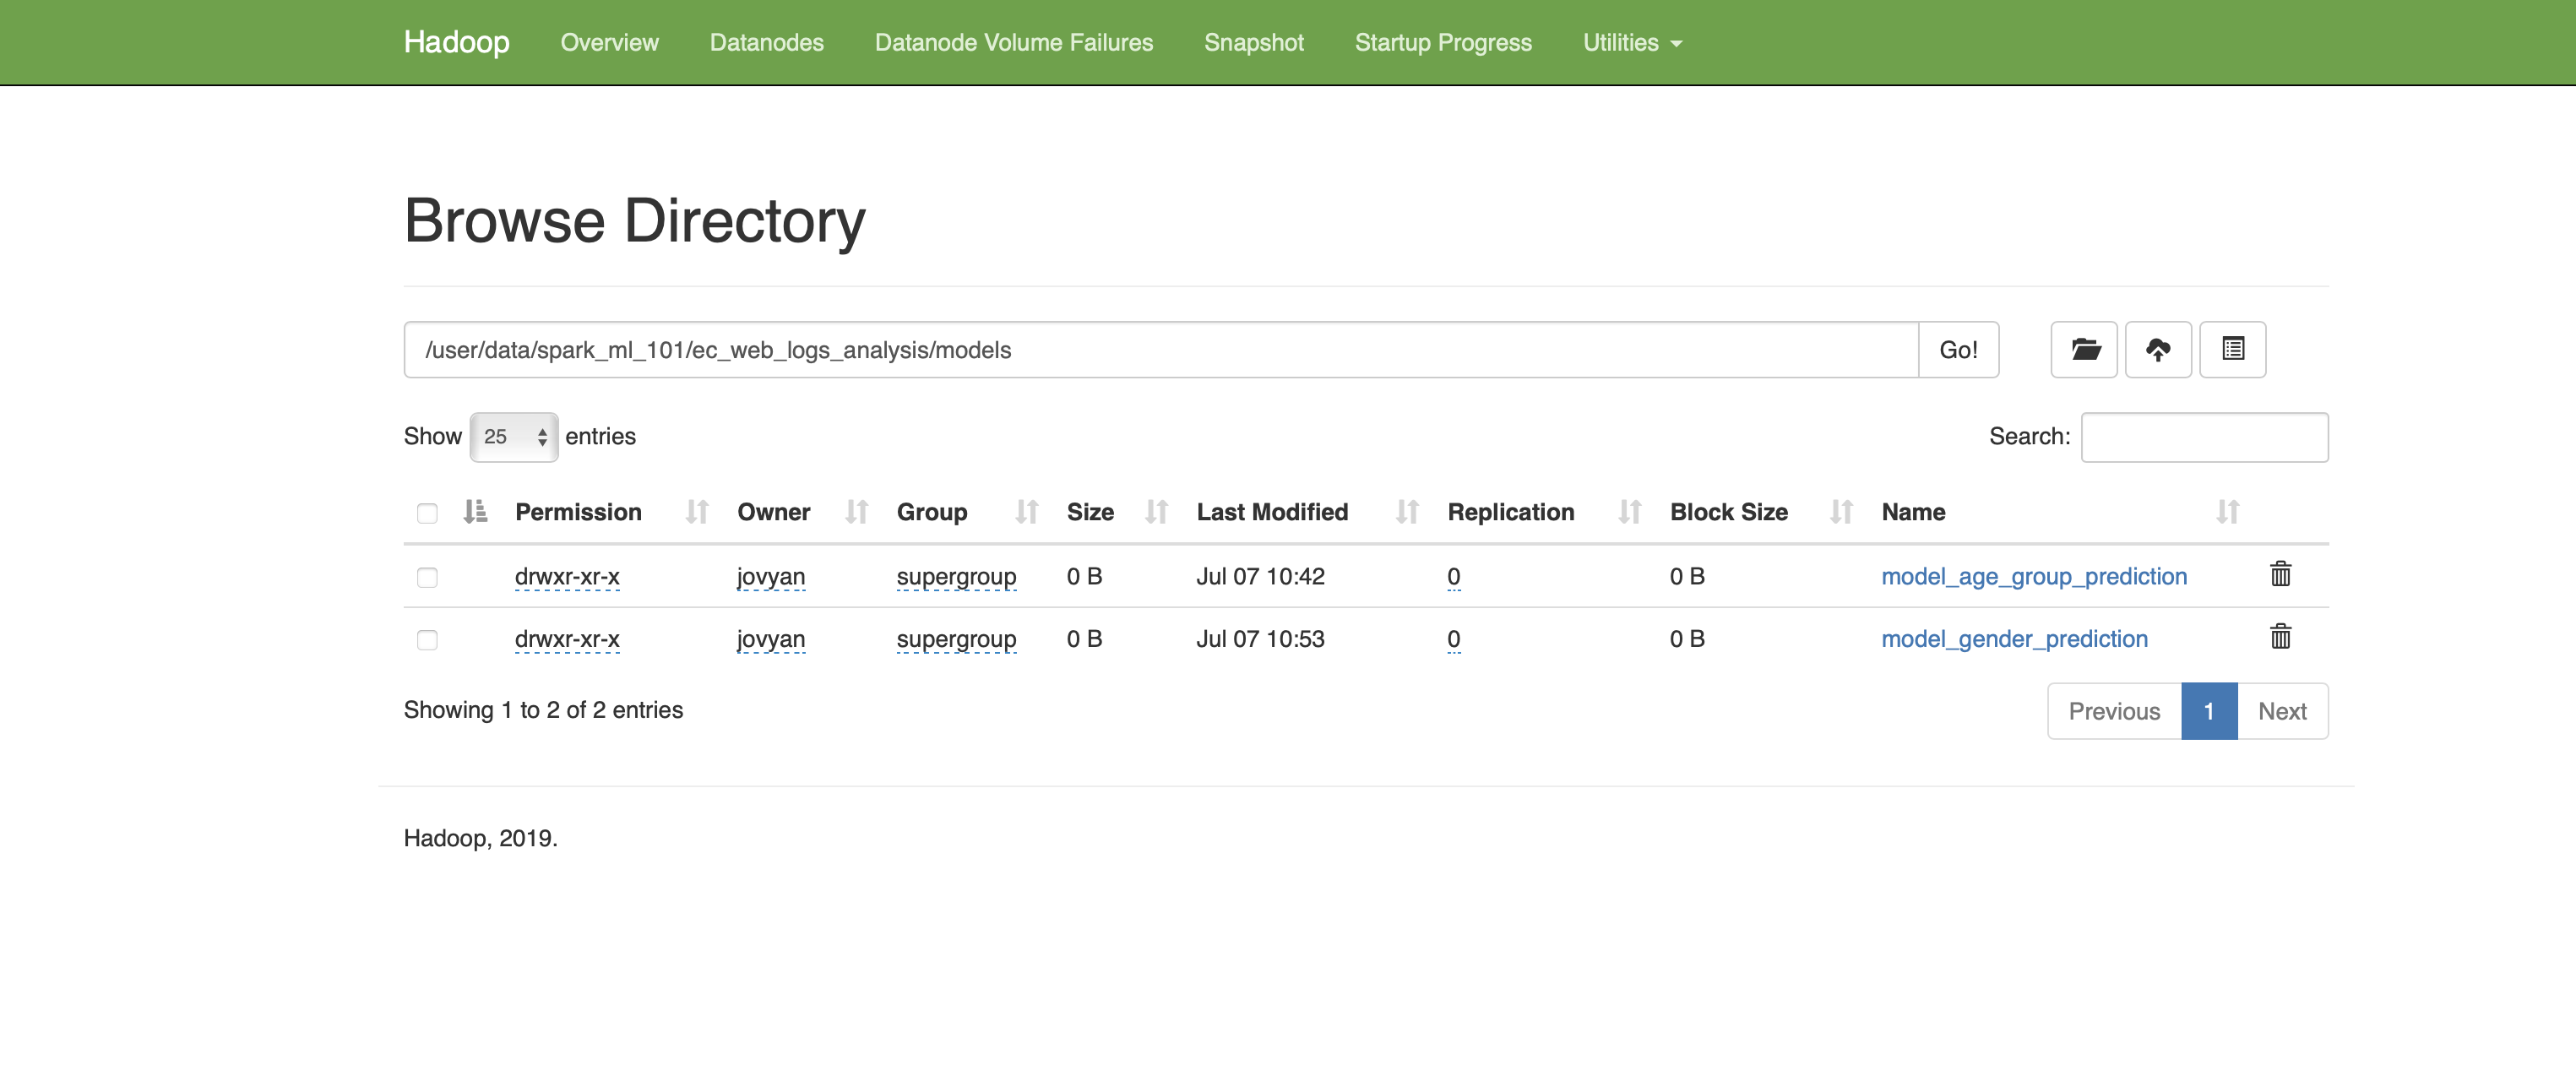 Hadoop Overview Datanodes Datanode Volume Failures Snapshot Startup Progress Utilities
Browse Directory
/user/data/spark_ml_101/ec_web_logs_analysis/models Go!
Show 25 entries Search:
Permission Owner Group Size Last Modified Replication Block Size Name
drwxr-xr-x jovyan supergroup 0 B Jul 07 10:42 0 0 B model_age_group_prediction
drwxr-xr-x jovyan supergroup 0 B Jul 07 10:53 0 0 B model_gender_prediction
Showing 1 to 2 of 2 entries Previous 1 Next
Hadoop, 2019.